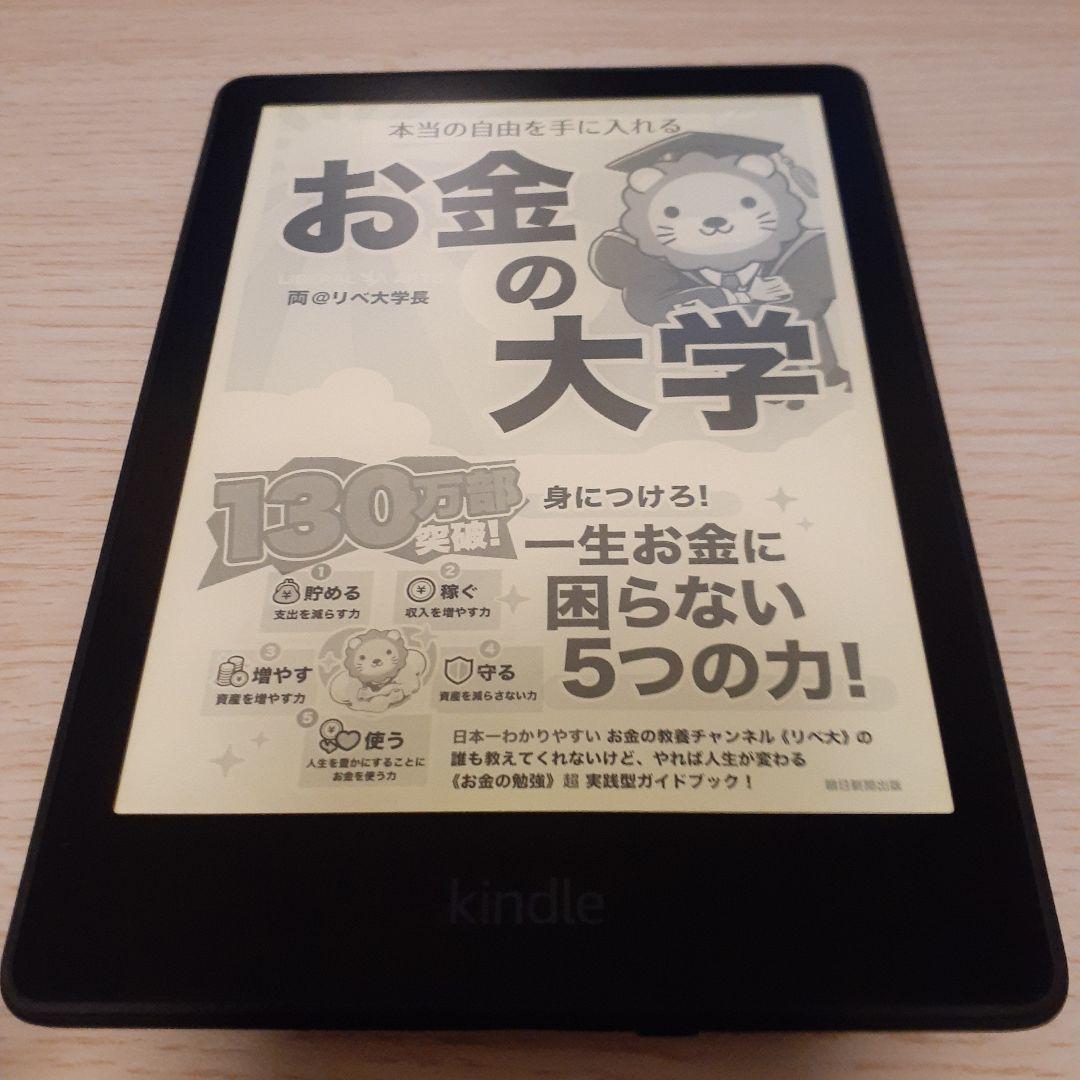 本当の自由を手に入れる
お金
の
大学
両@リベ大学長
130万部
突破!
身につけろ!
一生お金に
困らない
5つの力!
1
貯める
支出を減らす力
2
稼ぐ
収入を増やす力
3
増やす
資産を増やす力
4
守る
資産を減らさない力
5
使う
人生を豊かにすることに
お金を使う力
日本一わかりやすい お金の教養チャンネル《リベ大》の
誰も教えてくれないけど、やれば人生が変わる
《お金の勉強》超 実践型ガイドブック!
朝日新聞出版
kindle